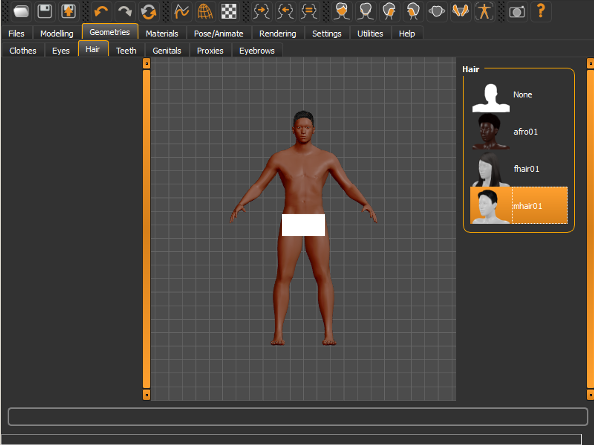 Files Modelling Geometries Materials Pose/Animate Rendering Settings Utilities Help
Clothes Eyes Hair Teeth Genitals Proxies Eyebrows
Hair
None
afro01
fhair01
mhair01